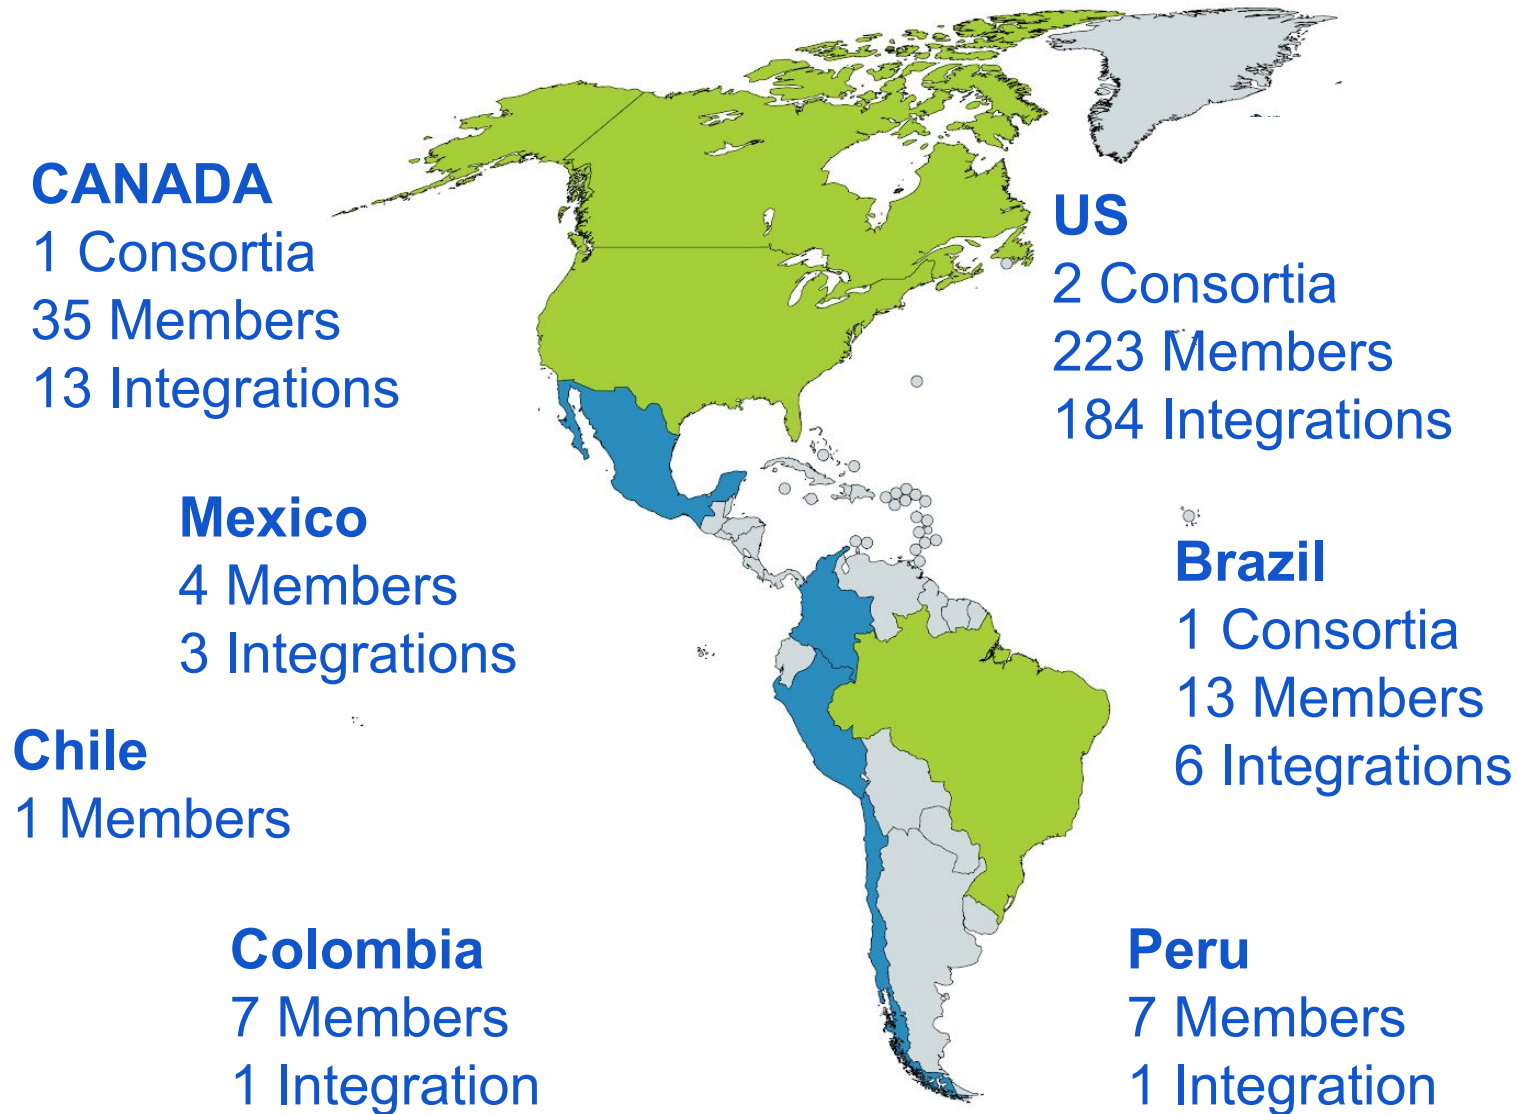 CANADA
1 Consortia
35 Members
13 Integrations
US
2 Consortia
223 Members
184 Integrations
Mexico
4 Members
3 Integrations
Brazil
1 Consortia
13 Members
6 Integrations
Chile
1 Members
Colombia
7 Members
1 Integration
Peru
7 Members
1 Integration